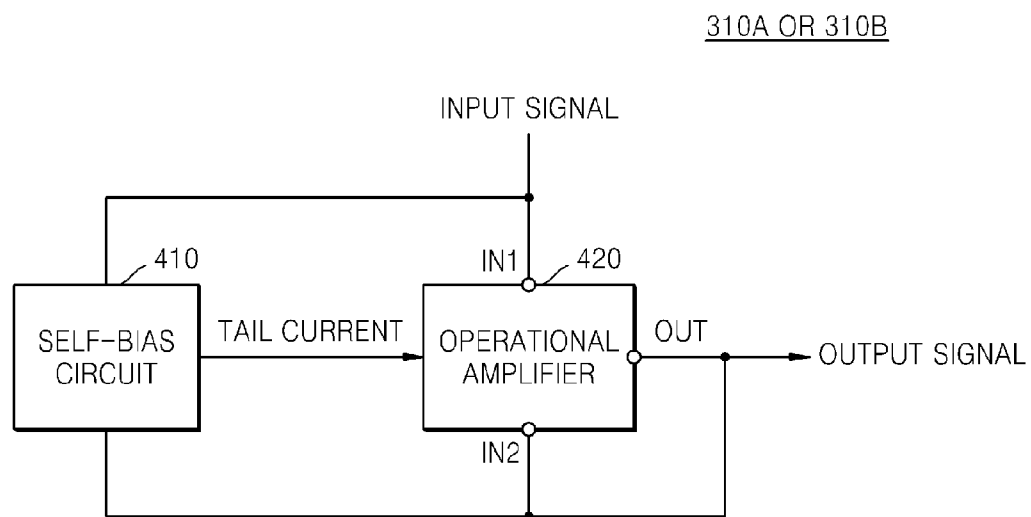 310A OR 310B
INPUT SIGNAL
410
IN1
420
SELF-BIAS
CIRCUIT
TAIL CURRENT
OPERATIONAL
AMPLIFIER
OUT
OUTPUT SIGNAL
IN2